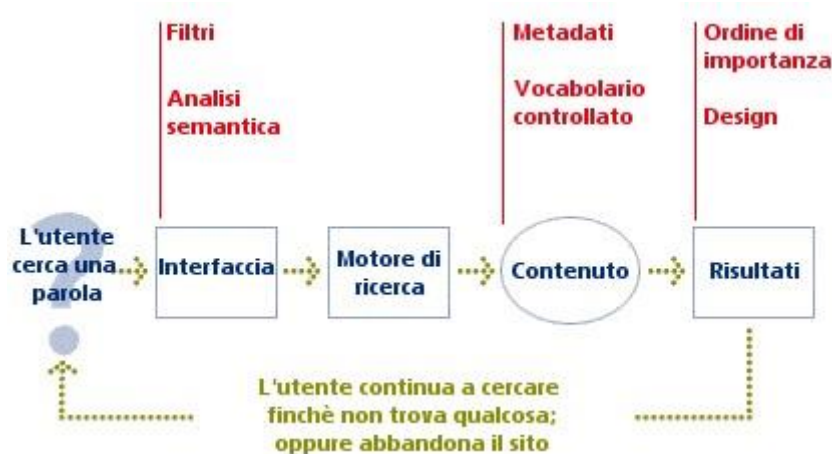 Filtri
Analisi
semantica
Metadati
Vocabolario
controllato
Ordine di
importanza
Design
L'utente
cerca una
parola
Interfaccia
Motore di
ricerca
Contenuto
Risultati
L'utente continua a cercare
finchè non trova qualcosa;
oppure abbandona il sito
?